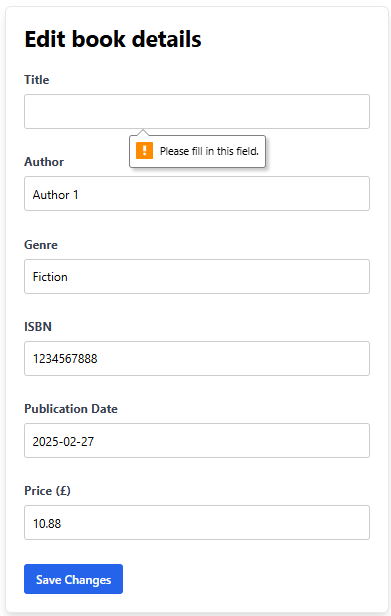 Edit book details
Title
! Please fill in this field.
Author
Author 1
Genre
Fiction
ISBN
1234567888
Publication Date
2025-02-27
Price (£)
10.88
Save Changes